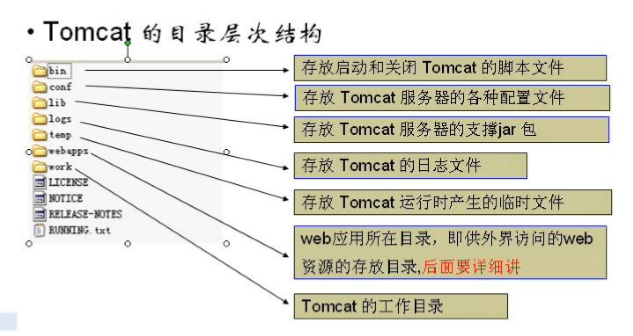 • Tomcat 的目录层次结构
bin
conf
lib
logs
temp
webapps
work
LICENSE
NOTICE
RELEASE-NOTES
RUNNING.txt
存放启动和关闭 Tomcat 的脚本文件
存放 Tomcat 服务器的各种配置文件
存放 Tomcat 服务器的支撑jar 包
存放 Tomcat 的日志文件
存放 Tomcat 运行时产生的临时文件
web应用所在目录，即供外界访问的web
资源的存放目录,后面要详细讲
Tomcat 的工作目录